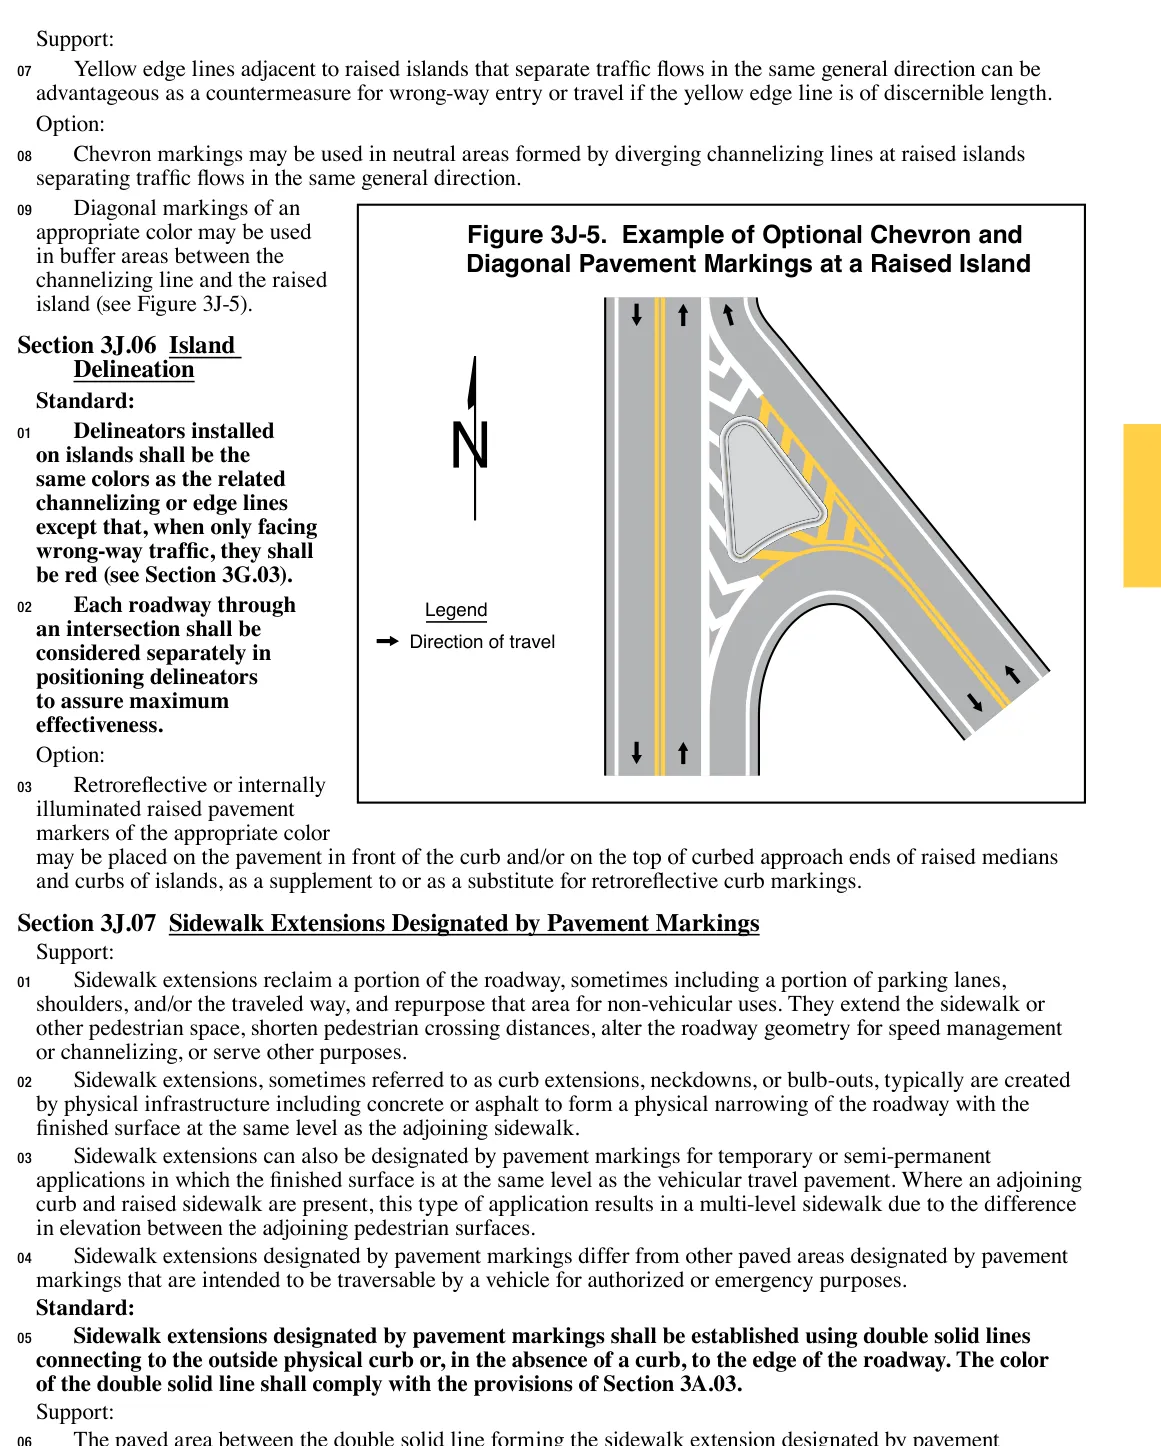 Support:
07 Yellow edge lines adjacent to raised islands that separate traffic flows in the same general direction can be
advantageous as a countermeasure for wrong-way entry or travel if the yellow edge line is of discernible length.
Option:
08 Chevron markings may be used in neutral areas formed by diverging channelizing lines at raised islands
separating traffic flows in the same general direction.
09 Diagonal markings of an
appropriate color may be used
in buffer areas between the
channelizing line and the raised
island (see Figure 3J-5).
Section 3J.06 Island
Delineation
Standard:
01 Delineators installed
on islands shall be the
same colors as the related
channelizing or edge lines
except that, when only facing
wrong-way traffic, they shall
be red (see Section 3G.03).
02 Each roadway through
an intersection shall be
considered separately in
positioning delineators
to assure maximum
effectiveness.
Option:
03 Retroreflective or internally
illuminated raised pavement
markers of the appropriate color
may be placed on the pavement in front of the curb and/or on the top of curbed approach ends of raised medians
and curbs of islands, as a supplement to or as a substitute for retroreflective curb markings.
Figure 3J-5. Example of Optional Chevron and
Diagonal Pavement Markings at a Raised Island
N
Legend
Direction of travel
Section 3J.07 Sidewalk Extensions Designated by Pavement Markings
Support:
01 Sidewalk extensions reclaim a portion of the roadway, sometimes including a portion of parking lanes,
shoulders, and/or the traveled way, and repurpose that area for non-vehicular uses. They extend the sidewalk or
other pedestrian space, shorten pedestrian crossing distances, alter the roadway geometry for speed management
or channelizing, or serve other purposes.
02 Sidewalk extensions, sometimes referred to as curb extensions, neckdowns, or bulb-outs, typically are created
by physical infrastructure including concrete or asphalt to form a physical narrowing of the roadway with the
finished surface at the same level as the adjoining sidewalk.
03 Sidewalk extensions can also be designated by pavement markings for temporary or semi-permanent
applications in which the finished surface is at the same level as the vehicular travel pavement. Where an adjoining
curb and raised sidewalk are present, this type of application results in a multi-level sidewalk due to the difference
in elevation between the adjoining pedestrian surfaces.
04 Sidewalk extensions designated by pavement markings differ from other paved areas designated by pavement
markings that are intended to be traversable by a vehicle for authorized or emergency purposes.
Standard:
05 Sidewalk extensions designated by pavement markings shall be established using double solid lines
connecting to the outside physical curb or, in the absence of a curb, to the edge of the roadway. The color
of the double solid line shall comply with the provisions of Section 3A.03.
Support:
06 The paved area between the double solid line forming the sidewalk extension designated by pavement